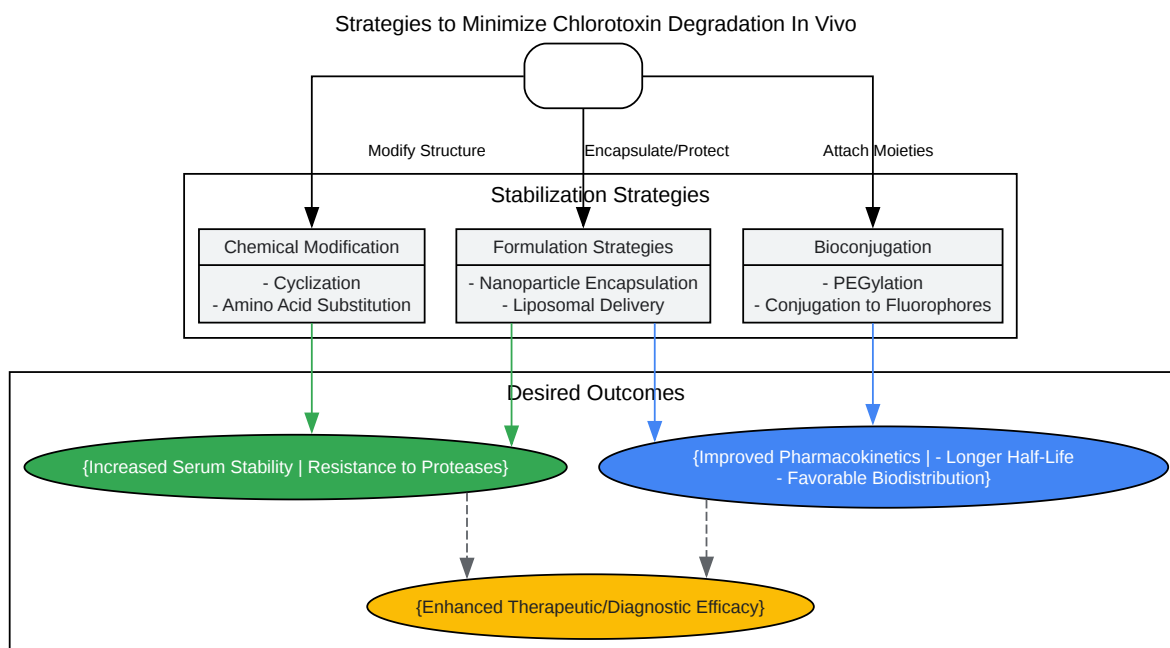 Strategies to Minimize Chlorotoxin Degradation In Vivo
Modify Structure
Encapsulate/Protect
Attach Moieties
Stabilization Strategies
Chemical Modification
- Cyclization
- Amino Acid Substitution
Formulation Strategies
- Nanoparticle Encapsulation
- Liposomal Delivery
Bioconjugation
- PEGylation
- Conjugation to Fluorophores
Desired Outcomes
{Increased Serum Stability | Resistance to Proteases}
{Improved Pharmacokinetics | - Longer Half-Life
- Favorable Biodistribution}
{Enhanced Therapeutic/Diagnostic Efficacy}